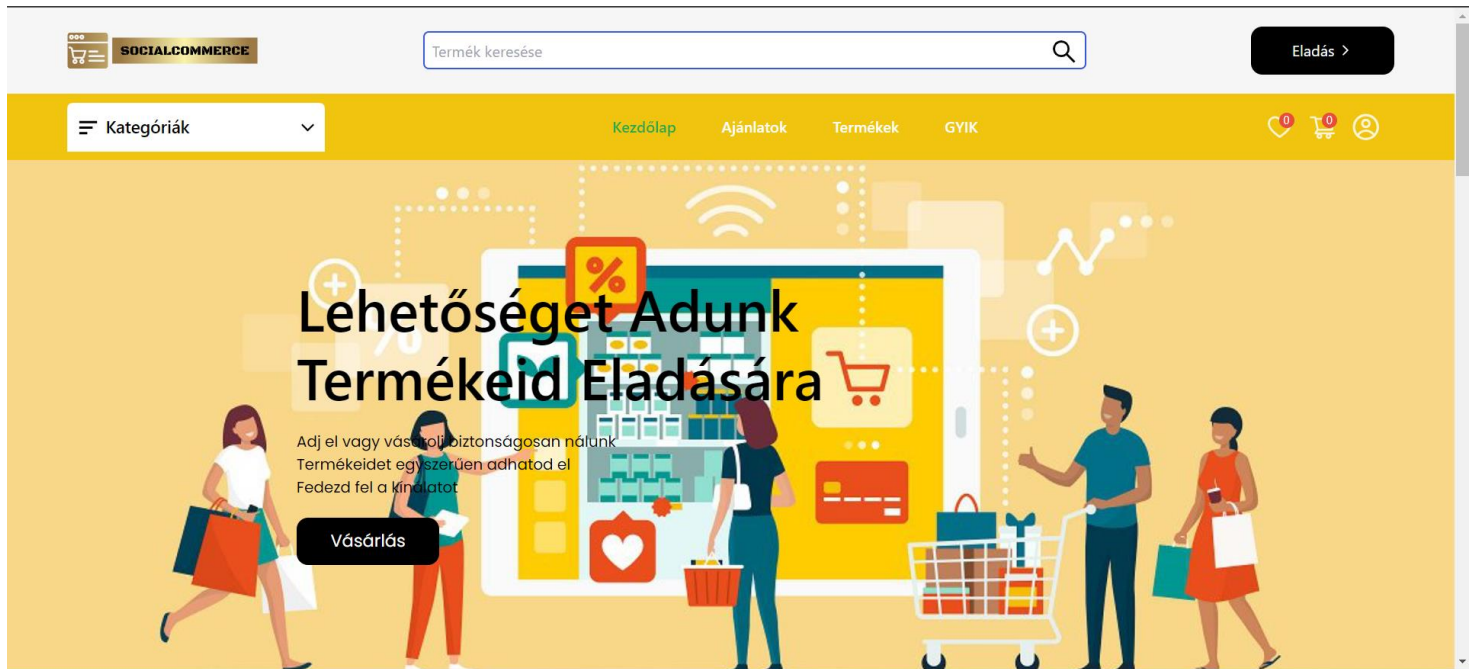 SOCIALCOMMERCE
Termék keresése
Eladás >
Kategóriák
Kezdőlap
Ajánlatok
Termékek
GYIK
0
0
%
%
Lehetőséget Adunk
Termékeid Eladására
Adj el vagy vásárolj biztonságosan nálunk
Termékeidet egyszerűen adhatod el
Fedezd fel a kínálatot
Vásárlás